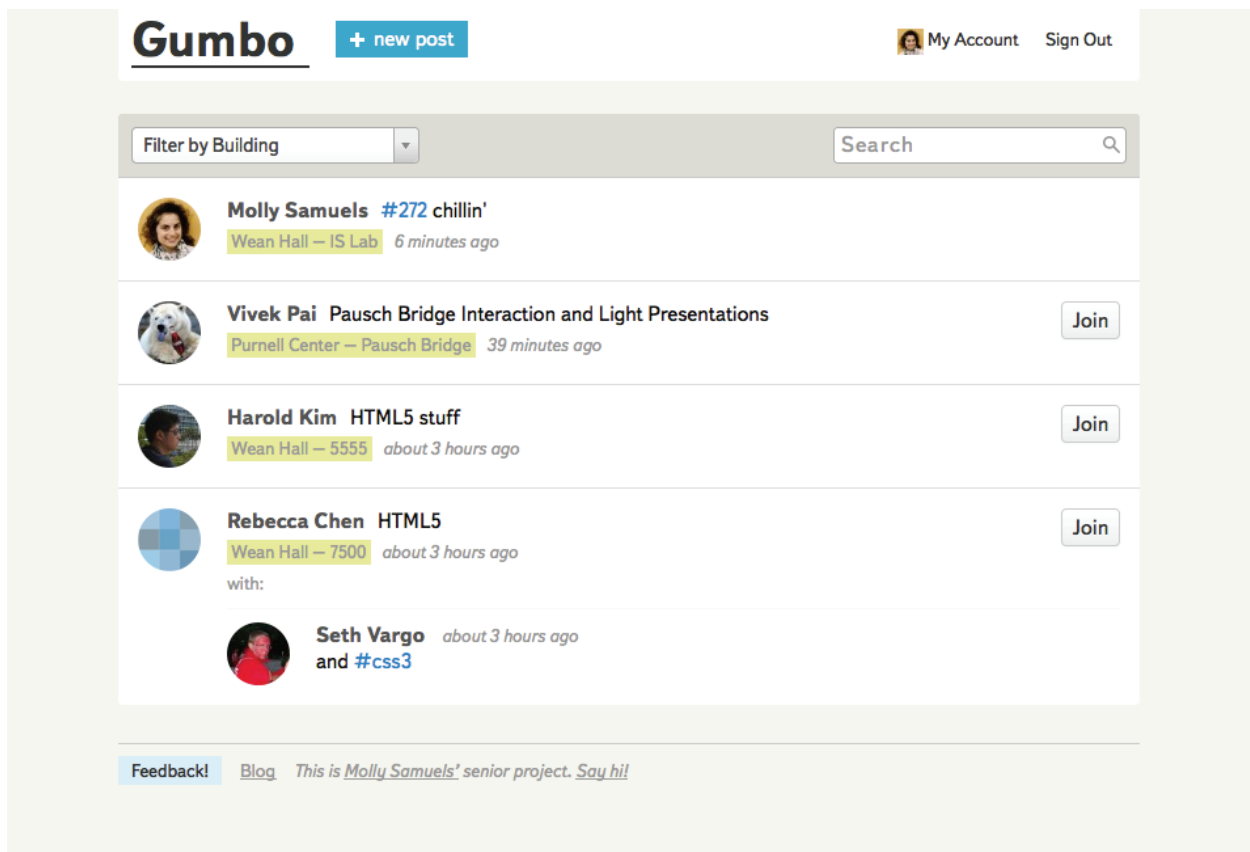 Gumbo + new post My Account Sign Out
Filter by Building Search
Molly Samuels #272 chillin'
Wean Hall — IS Lab 6 minutes ago
Vivek Pai Pausch Bridge Interaction and Light Presentations Join
Purnell Center — Pausch Bridge 39 minutes ago
Harold Kim HTML5 stuff Join
Wean Hall — 5555 about 3 hours ago
Rebecca Chen HTML5 Join
Wean Hall — 7500 about 3 hours ago
with:
Seth Vargo about 3 hours ago
and #css3
Feedback! Blog This is Molly Samuels' senior project. Say hi!